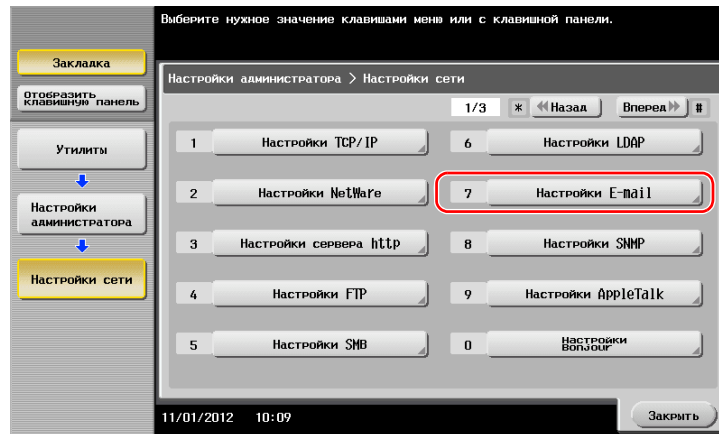 Выберите нужное значение клавишами меню или с клавишной панели.
Закладка
Отобразить
клавишную панель
Утилиты
Настройки
администратора
Настройки сети
Настройки администратора > Настройки сети
1/3 * Назад Вперед #
1 Настройки TCP/IP
2 Настройки NetWare
3 Настройки сервера http
4 Настройки FTP
5 Настройки SMB
6 Настройки LDAP
7 Настройки E-mail
8 Настройки SNMP
9 Настройки AppleTalk
0 Настройки
Bonjour
11/01/2012 10:09
Закрыть